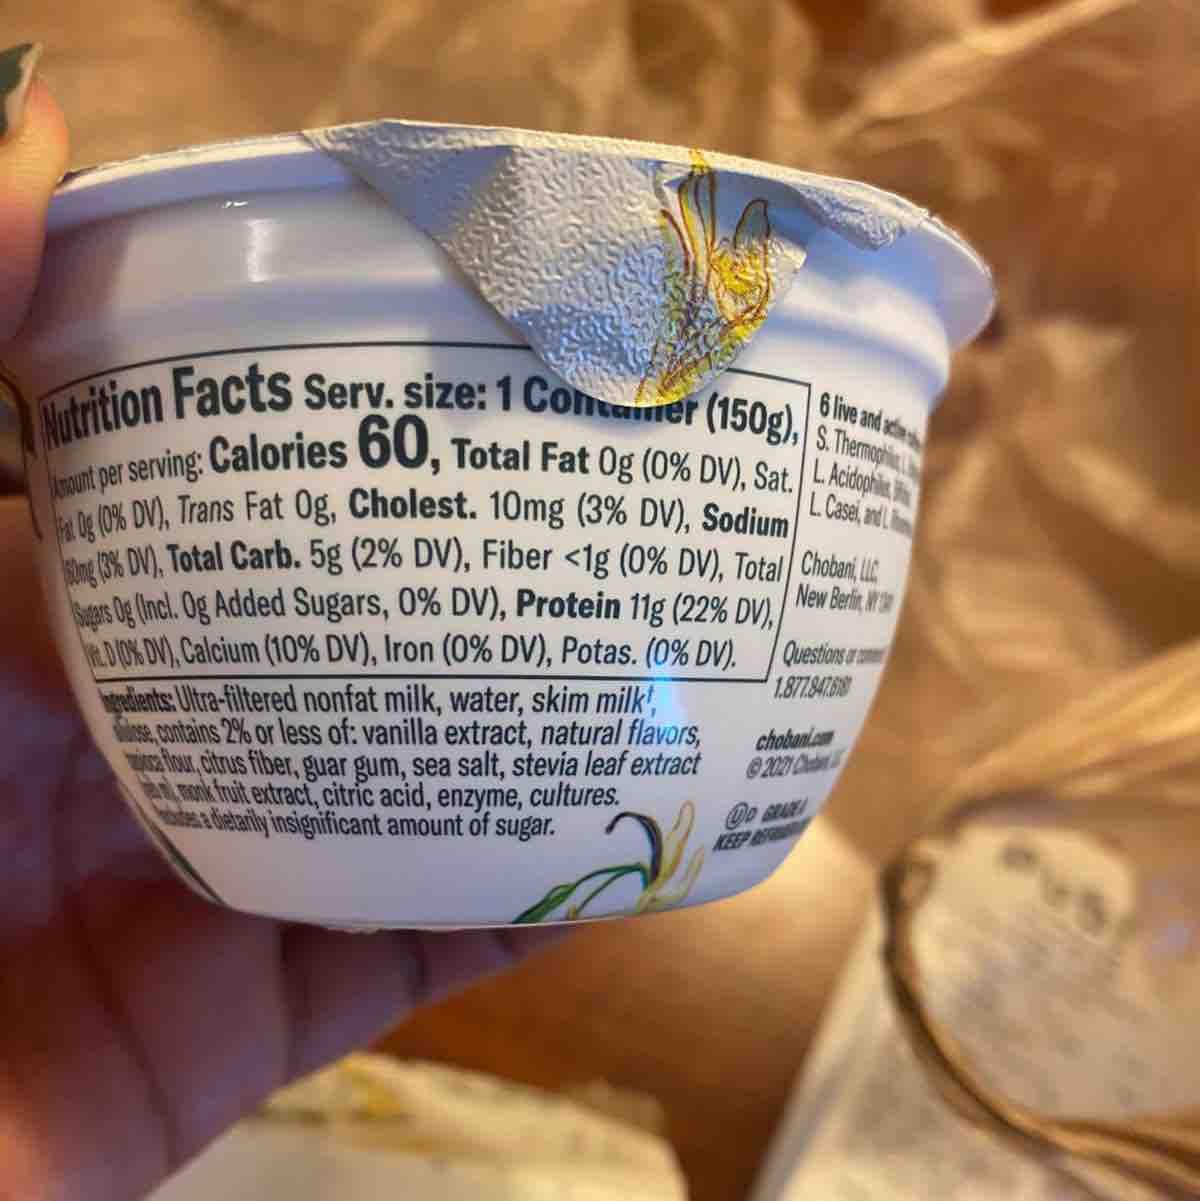 Nutrition Facts Serv. size: 1 Container (150g),
Amount per serving: Calories 60, Total Fat 0g (0% DV), Sat.
Fat 0g (0% DV), Trans Fat 0g, Cholest. 10mg (3% DV), Sodium
(3% DV), Total Carb. 5g (2% DV), Fiber <1g (0% DV), Total
Sugars 0g (Incl. 0g Added Sugars, 0% DV), Protein 11g (22% DV),
Vit. D (0% DV), Calcium (10% DV), Iron (0% DV), Potas. (0% DV).
Ingredients: Ultra-filtered nonfat milk, water, skim milk†,
contains 2% or less of: vanilla extract, natural flavors,
flour, citrus fiber, guar gum, sea salt, stevia leaf extract
monk fruit extract, citric acid, enzyme, cultures.
a dietarily insignificant amount of sugar.
6 live and active
S. Thermophilus,
L. Acidophilus,
L. Casei, and L.
Chobani, LLC,
New Berlin, NY
Questions or
1.877.847.6181
chobani.com
© 2021 Chobani,
U D GRADE A
KEEP